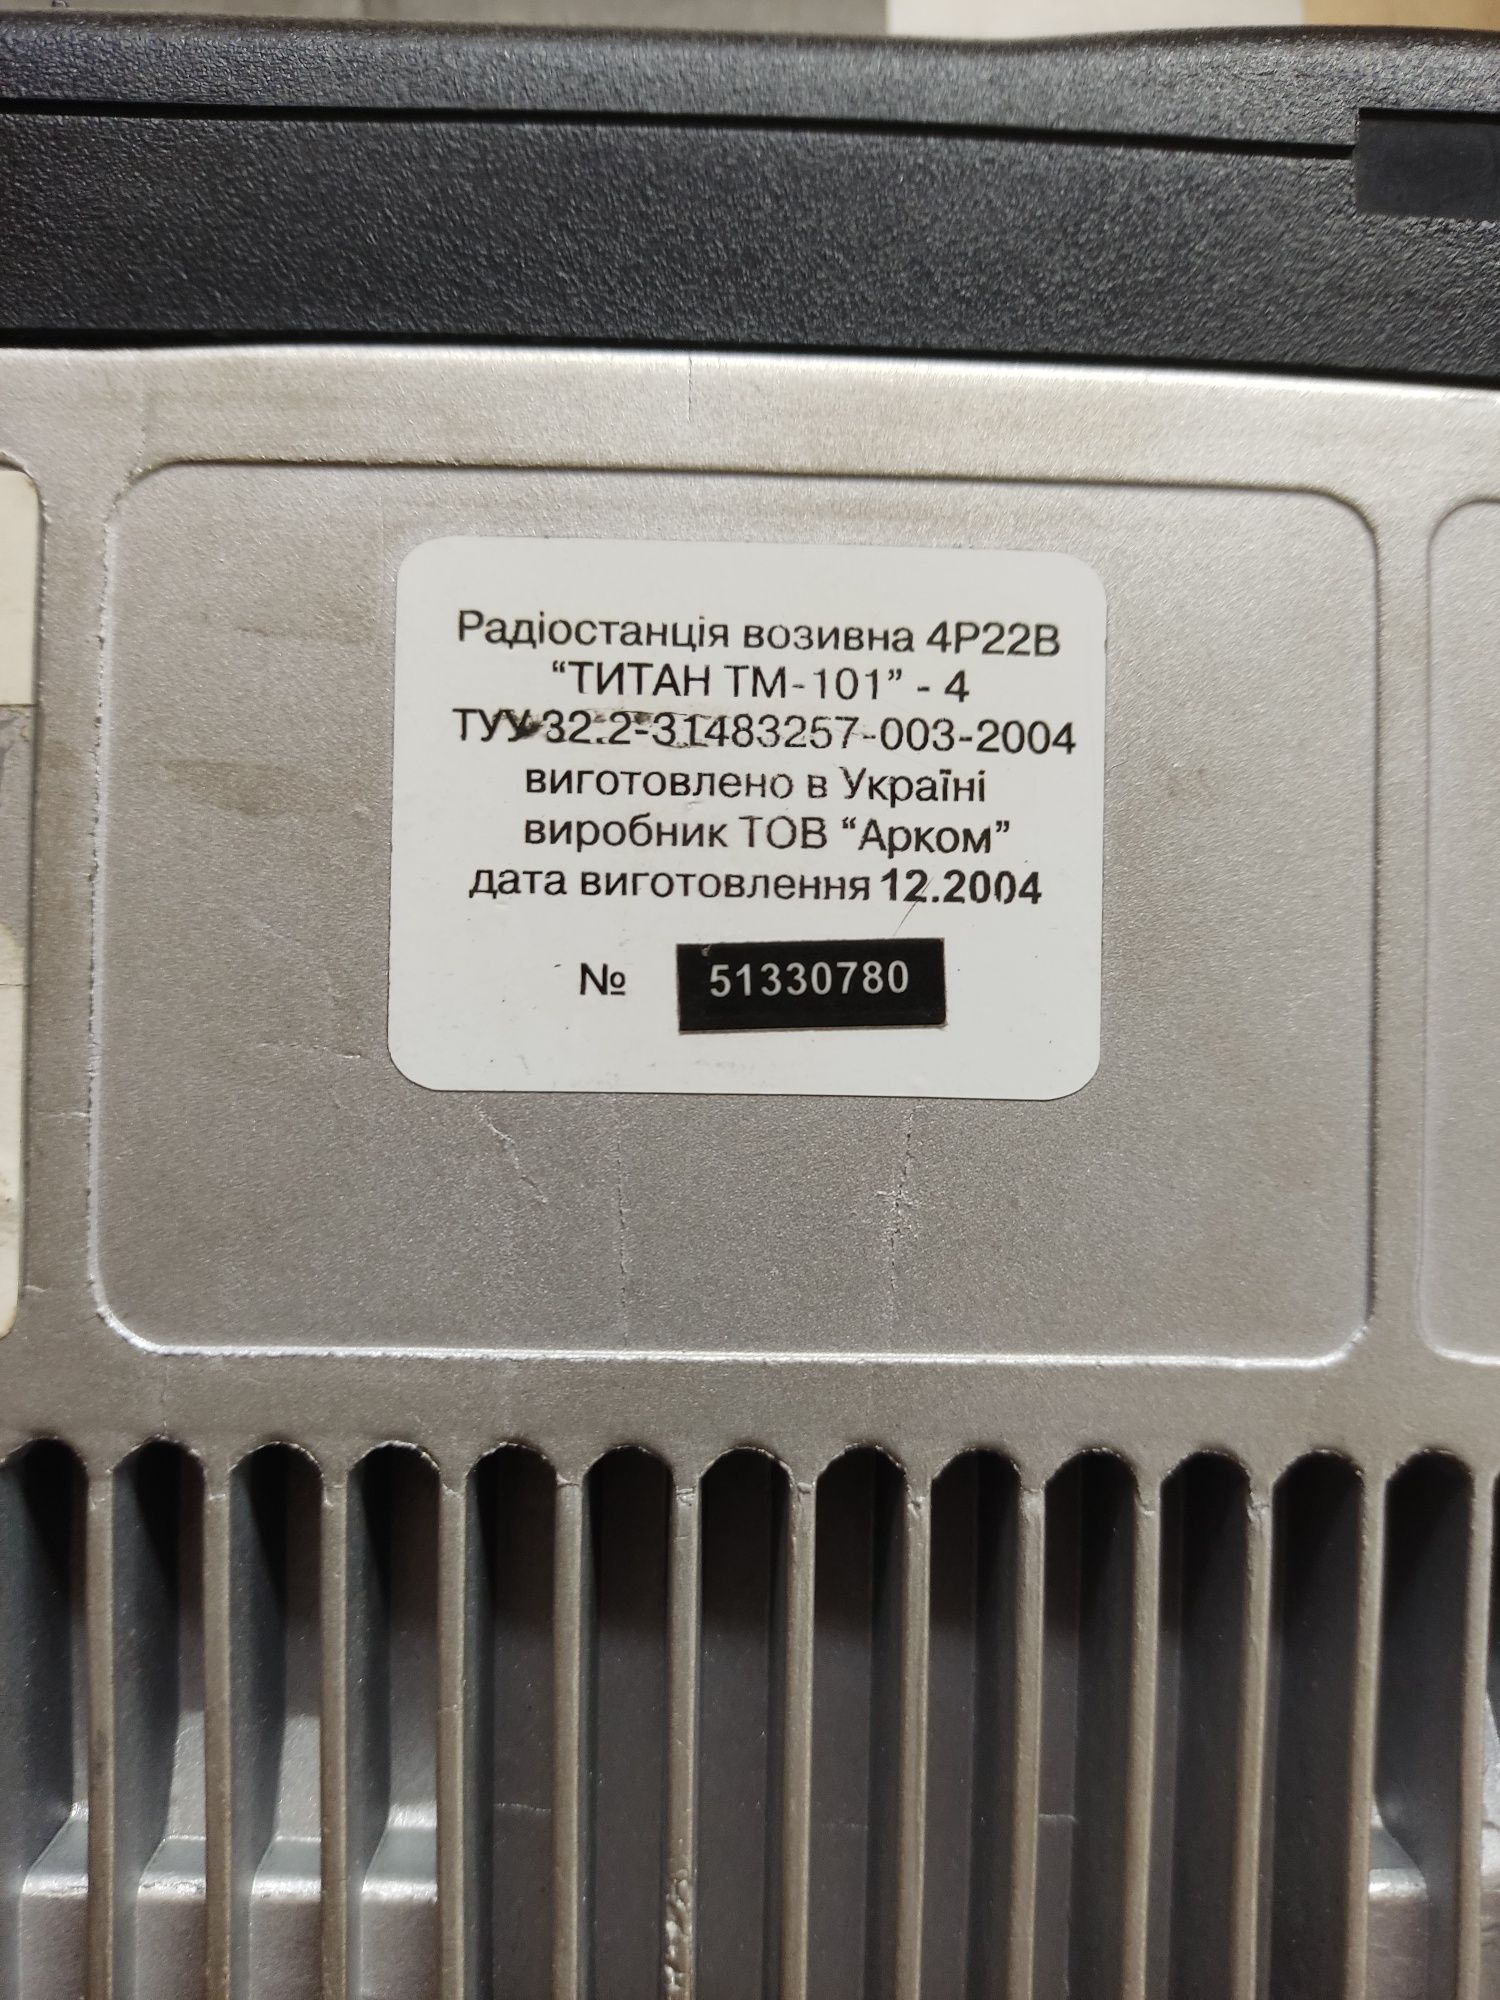 Радіостанція возивна 4Р22В
“ТИТАН ТМ-101” - 4
ТУУ 32.2-31483257-003-2004
виготовлено в Україні
виробник ТОВ “Арком”
дата виготовлення 12.2004
№ 51330780